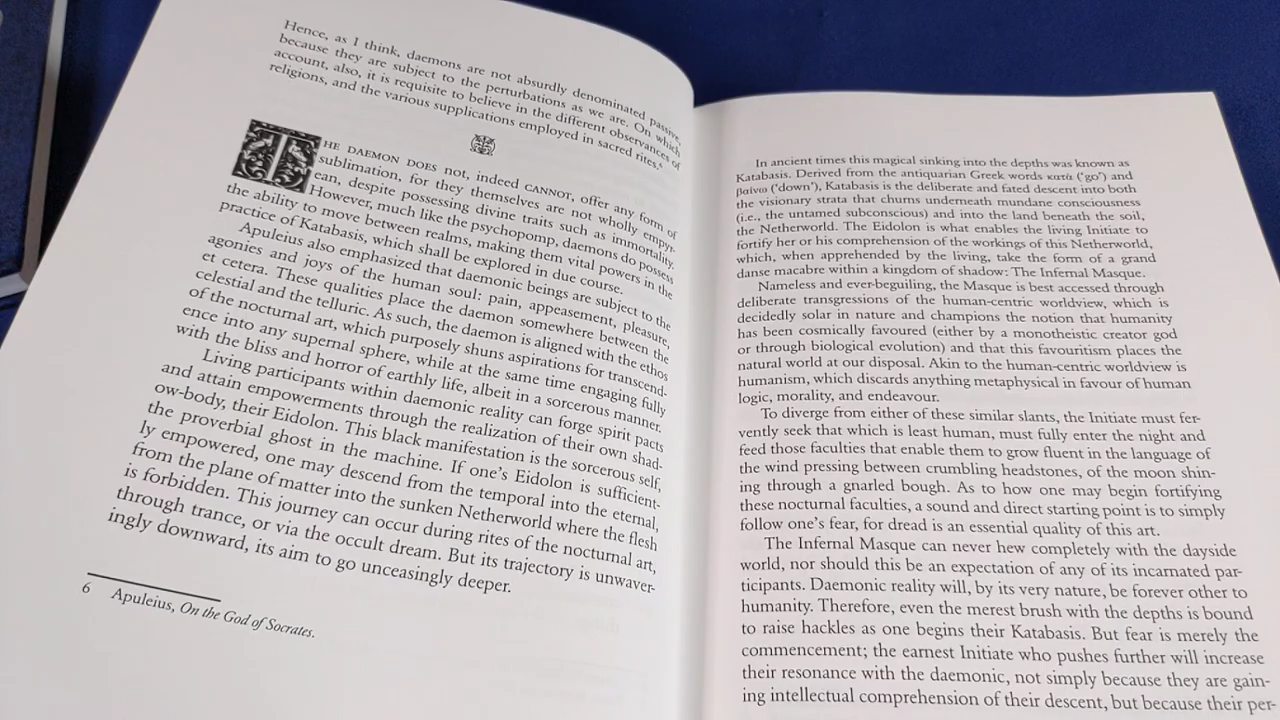 Hence, as I think, daemons are not absurdly denominated passive,
because they are subject to the perturbations as we are. On which
account, also, it is requisite to believe in the different observances of
religions, and the various supplications employed in sacred rites.⁶
THE DAEMON DOES not, indeed CANNOT, offer any form of
sublimation, for they themselves are not wholly empyr-
ean, despite possessing divine traits such as immortality.
However, much like the psychopomp, daemons do possess
the ability to move between realms, making them vital powers in the
practice of Katabasis, which shall be explored in due course.
Apuleius also emphasized that daemonic beings are subject to the
agonies and joys of the human soul: pain, appeasement, pleasure,
et cetera. These qualities place the daemon somewhere between the
celestial and the telluric. As such, the daemon is aligned with the ethos
of the nocturnal art, which purposely shuns aspirations for transcend-
ence into any supernal sphere, while at the same time engaging fully
with the bliss and horror of earthly life, albeit in a sorcerous manner.
Living participants within daemonic reality can forge spirit pacts
and attain empowerments through the realization of their own shad-
ow-body, their Eidolon. This black manifestation is the sorcerous self,
the proverbial ghost in the machine. If one's Eidolon is sufficient-
ly empowered, one may descend from the temporal into the eternal,
from the plane of matter into the sunken Netherworld where the flesh
is forbidden. This journey can occur during rites of the nocturnal art,
through trance, or via the occult dream. But its trajectory is unwaver-
ingly downward, its aim to go unceasingly deeper.
6 Apuleius, On the God of Socrates.
In ancient times this magical sinking into the depths was known as
Katabasis. Derived from the antiquarian Greek words κατὰ ('go') and
βαίνω ('down'), Katabasis is the deliberate and fated descent into both
the visionary strata that churns underneath mundane consciousness
(i.e., the untamed subconscious) and into the land beneath the soil,
the Netherworld. The Eidolon is what enables the living Initiate to
fortify her or his comprehension of the workings of this Netherworld,
which, when apprehended by the living, take the form of a grand
danse macabre within a kingdom of shadow: The Infernal Masque.
Nameless and ever-beguiling, the Masque is best accessed through
deliberate transgressions of the human-centric worldview, which is
decidedly solar in nature and champions the notion that humanity
has been cosmically favoured (either by a monotheistic creator god
or through biological evolution) and that this favouritism places the
natural world at our disposal. Akin to the human-centric worldview is
humanism, which discards anything metaphysical in favour of human
logic, morality, and endeavour.
To diverge from either of these similar slants, the Initiate must fer-
vently seek that which is least human, must fully enter the night and
feed those faculties that enable them to grow fluent in the language of
the wind pressing between crumbling headstones, of the moon shin-
ing through a gnarled bough. As to how one may begin fortifying
these nocturnal faculties, a sound and direct starting point is to simply
follow one's fear, for dread is an essential quality of this art.
The Infernal Masque can never hew completely with the dayside
world, nor should this be an expectation of any of its incarnated par-
ticipants. Daemonic reality will, by its very nature, be forever other to
humanity. Therefore, even the merest brush with the depths is bound
to raise hackles as one begins their Katabasis. But fear is merely the
commencement; the earnest Initiate who pushes further will increase
their resonance with the daemonic, not simply because they are gain-
ing intellectual comprehension of their descent, but because their per-